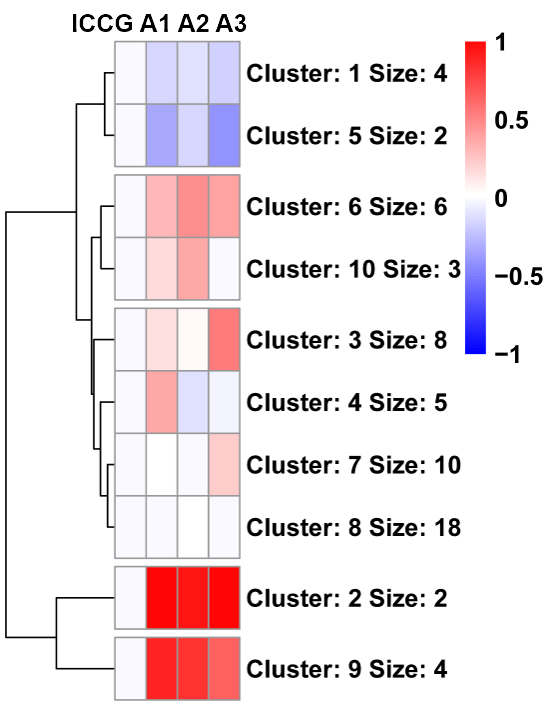 ICCG A1 A2 A3
Cluster: 1 Size: 4
Cluster: 5 Size: 2
Cluster: 6 Size: 6
Cluster: 10 Size: 3
Cluster: 3 Size: 8
Cluster: 4 Size: 5
Cluster: 7 Size: 10
Cluster: 8 Size: 18
Cluster: 2 Size: 2
Cluster: 9 Size: 4
1
0.5
0
−0.5
−1